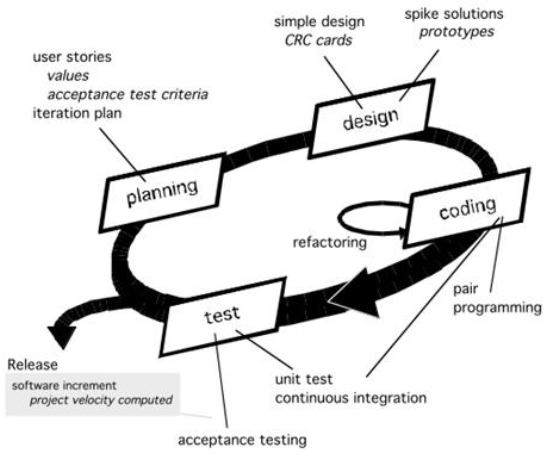 simple design
CRC cards
spike solutions
prototypes
user stories
values
acceptance test criteria
iteration plan
design
planning
coding
refactoring
test
pair
programming
Release
software increment
project velocity computed
unit test
continuous integration
acceptance testing